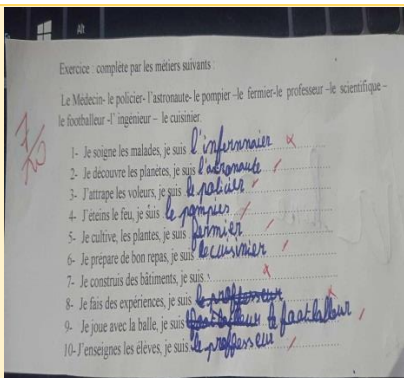 Alt
Exercice : complète par les métiers suivants
Le Médecin- le policier- l'astronaute- le pompier –le fermier-le professeur –le scientifique –
le footballeur -l' ingénieur – le cuisinier.
7/10
1- Je soigne les malades, je suis l'infermnaier x
2- Je découvre les planètes, je suis l'astronaute
3- J'attrape les voleurs, je suis le policier
4- J'éteins le feu, je suis le pompies
5- Je cultive, les plantes, je suis fermier
6- Je prépare de bon repas, je suis le cuisinier
7- Je construis des bâtiments, je suis x
8- Je fais des expériences, je suis le proffesseur x
9- Je joue avec la balle, je suis footballeur le faatballeur
10- J'enseignes les élèves, je suis le proffesseur